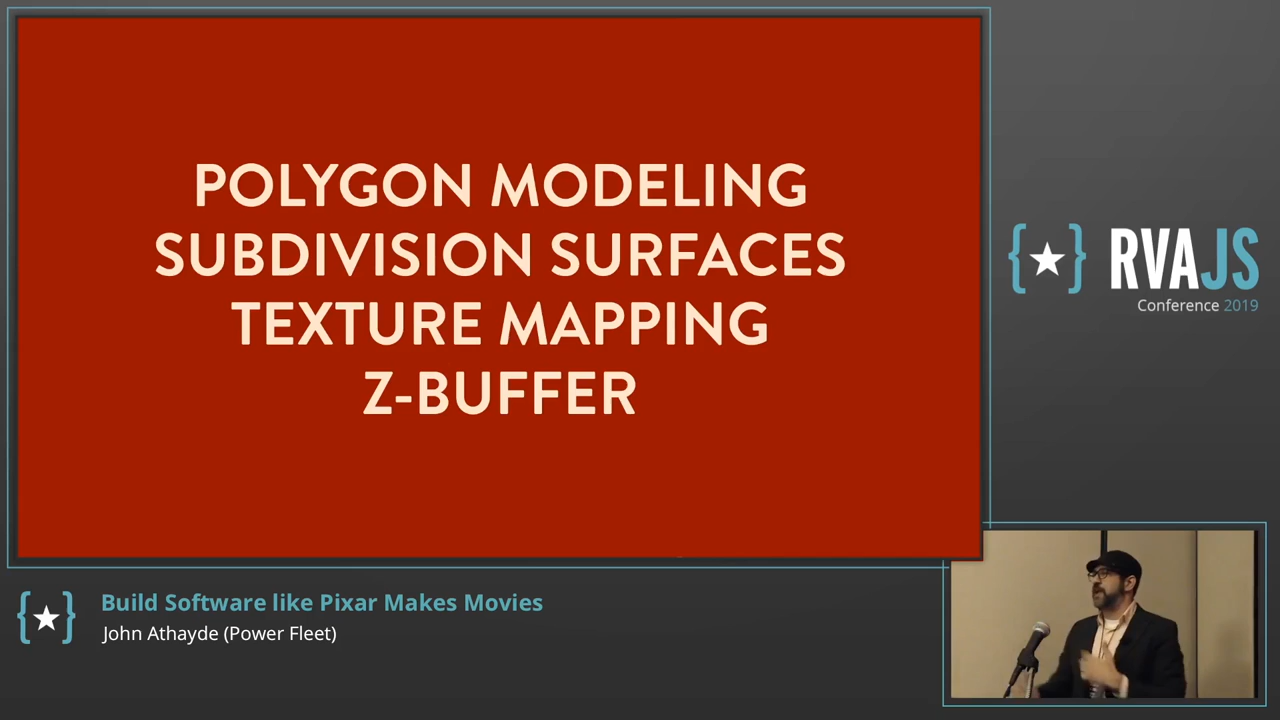 POLYGON MODELING
SUBDIVISION SURFACES
TEXTURE MAPPING
Z-BUFFER
{★} RVAJS
Conference 2019
{★} Build Software like Pixar Makes Movies
John Athayde (Power Fleet)